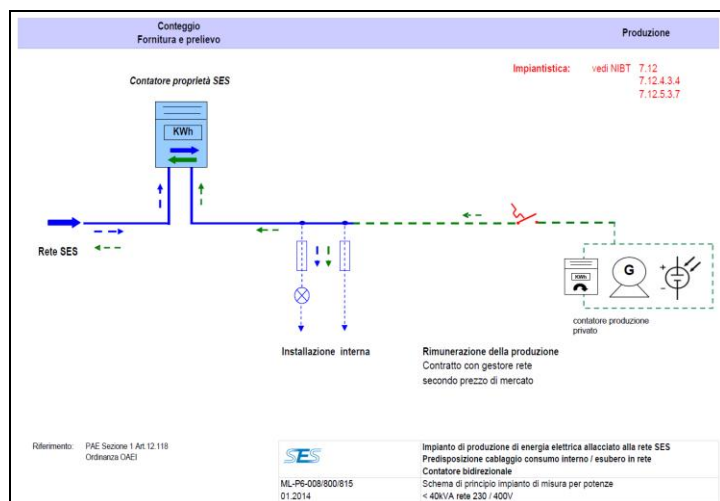 Conteggio
Fornitura e prelievo
Produzione
Impiantistica: vedi NIBT 7.12
7.12.4.3.4
7.12.5.3.7
Contatore proprietà SES
KWh
Rete SES
KWh
G
+
−
contatore produzione
privato
Installazione interna
Rimunerazione della produzione
Contratto con gestore rete
secondo prezzo di mercato
Riferimento: PAE Sezione 1 Art.12.118
Ordinanza OAEI
SES
Impianto di produzione di energia elettrica allacciato alla rete SES
Predisposizione cablaggio consumo interno / esubero in rete
Contatore bidirezionale
ML-P6-008/800/815
Schema di principio impianto di misura per potenze
01.2014
< 40kVA rete 230 / 400V